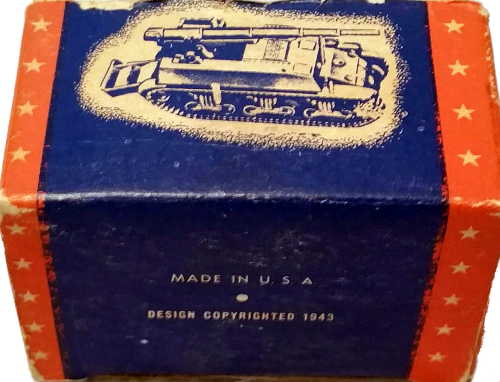 MADE IN U. S A
DESIGN COPYRIGHTED 1943